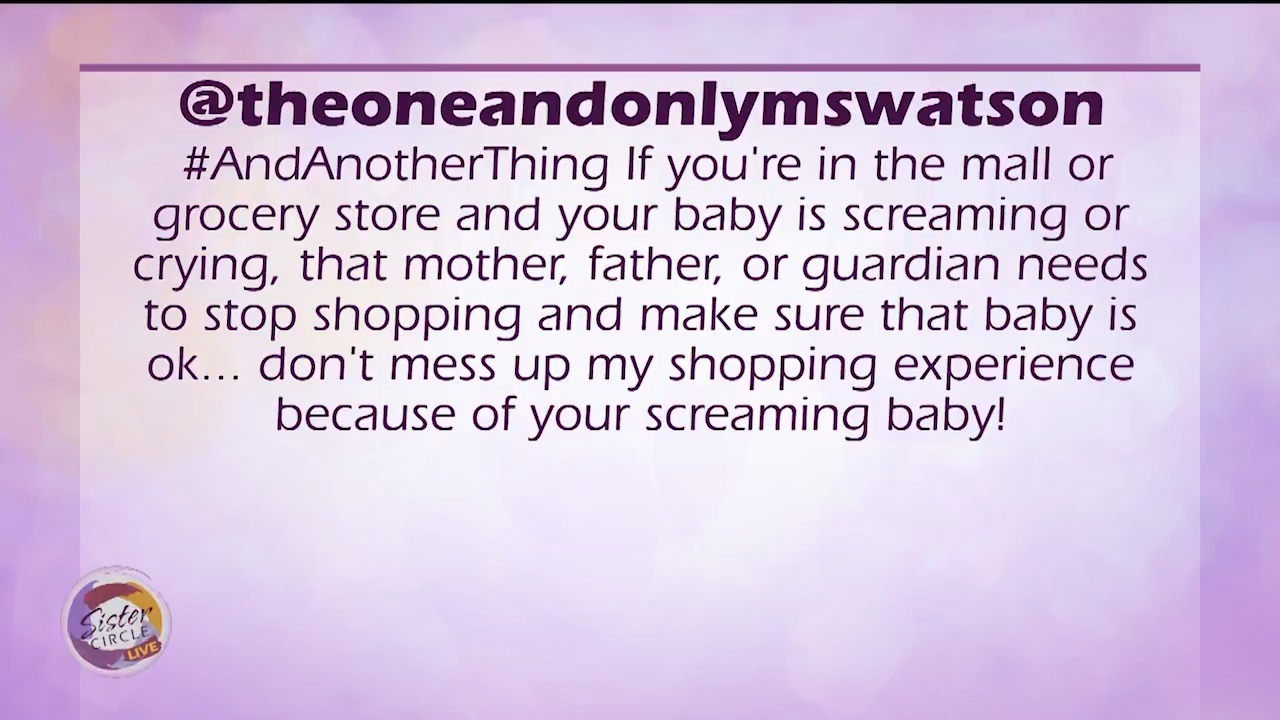 @theoneandonlymswatson
#AndAnotherThing If you're in the mall or
grocery store and your baby is screaming or
crying, that mother, father, or guardian needs
to stop shopping and make sure that baby is
ok... don't mess up my shopping experience
because of your screaming baby!
Sister
CIRCLE
LIVE